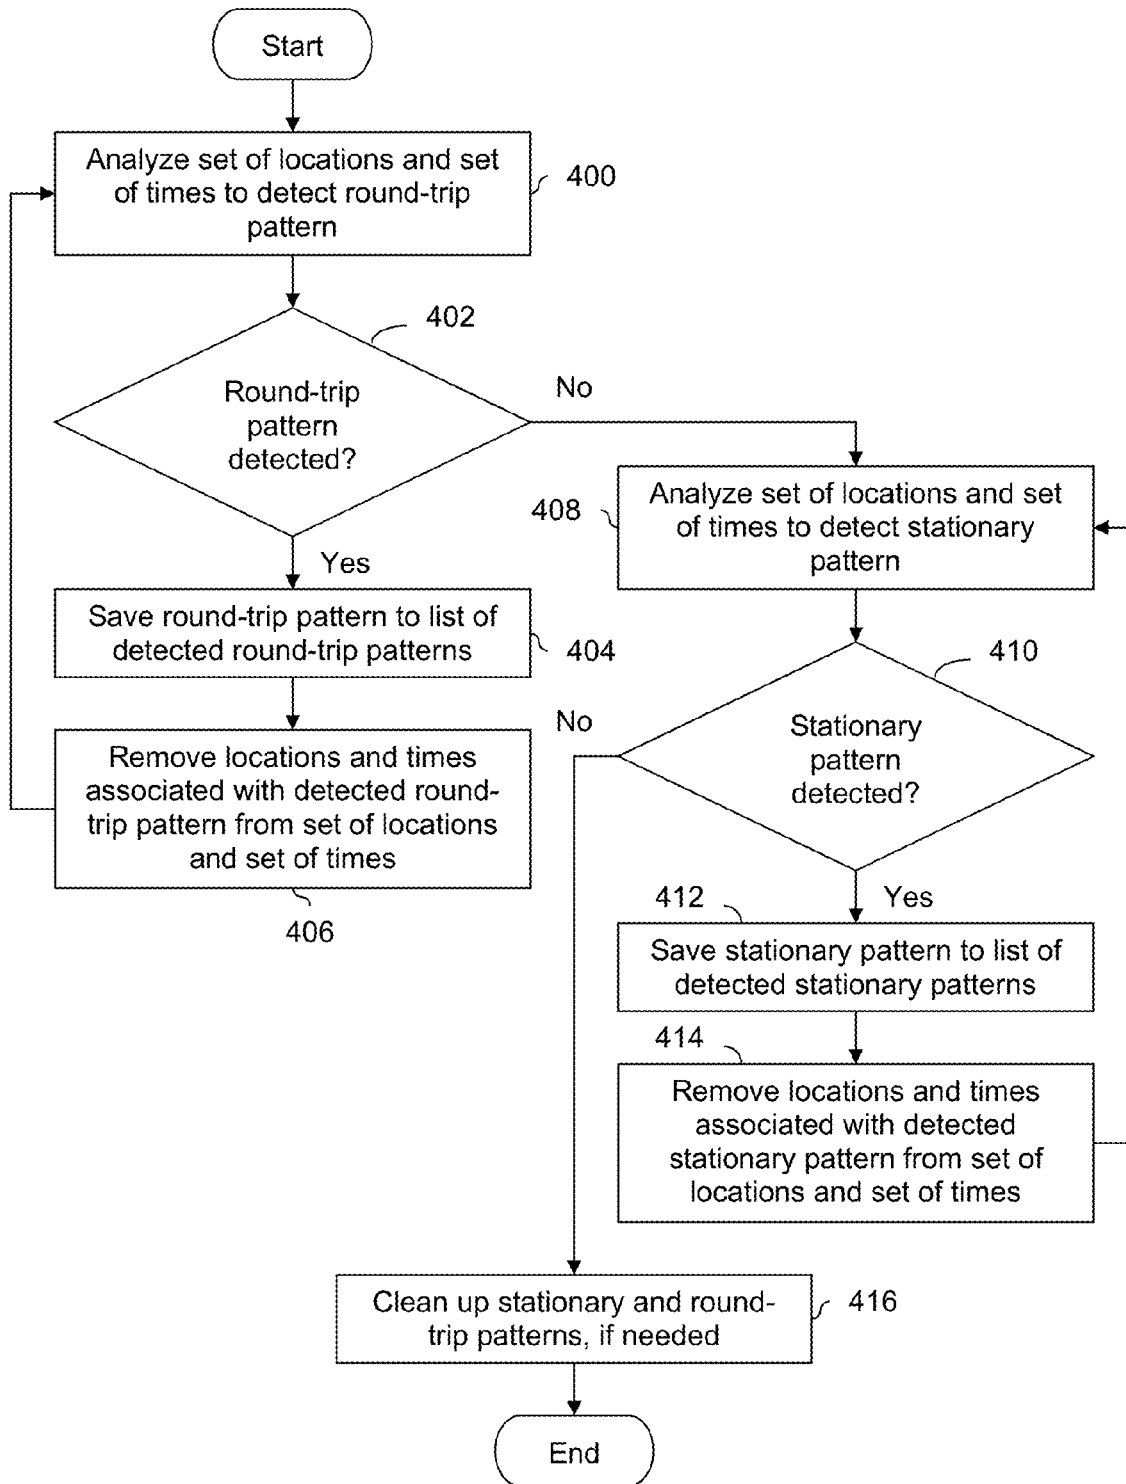 Start
Analyze set of locations and set
of times to detect round-trip
pattern
400
402
Round-trip
pattern
detected?
No
Yes
Save round-trip pattern to list of
detected round-trip patterns
404
Remove locations and times
associated with detected round-
trip pattern from set of locations
and set of times
406
408
Analyze set of locations and set
of times to detect stationary
pattern
410
Stationary
pattern
detected?
No
Yes
412
Save stationary pattern to list of
detected stationary patterns
414
Remove locations and times
associated with detected
stationary pattern from set of
locations and set of times
Clean up stationary and round-
trip patterns, if needed
416
End